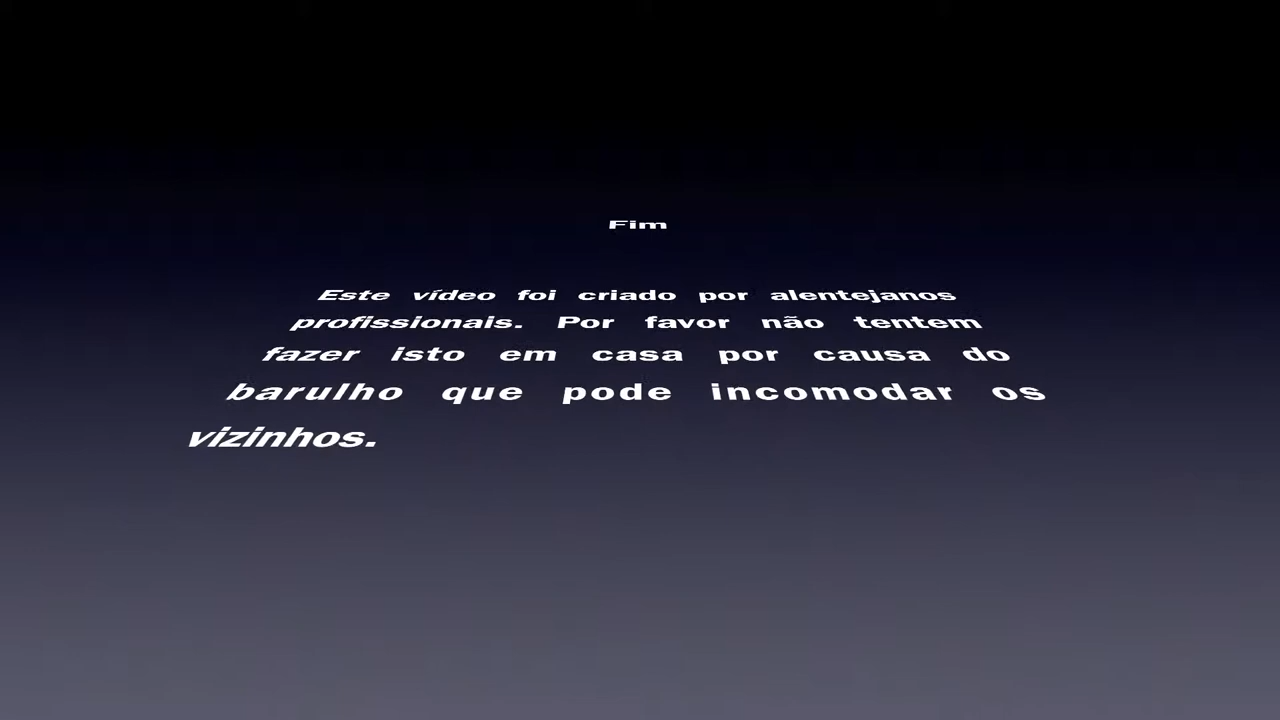 Fim
Este vídeo foi criado por alentejanos
profissionais. Por favor não tentem
fazer isto em casa por causa do
barulho que pode incomodar os
vizinhos.